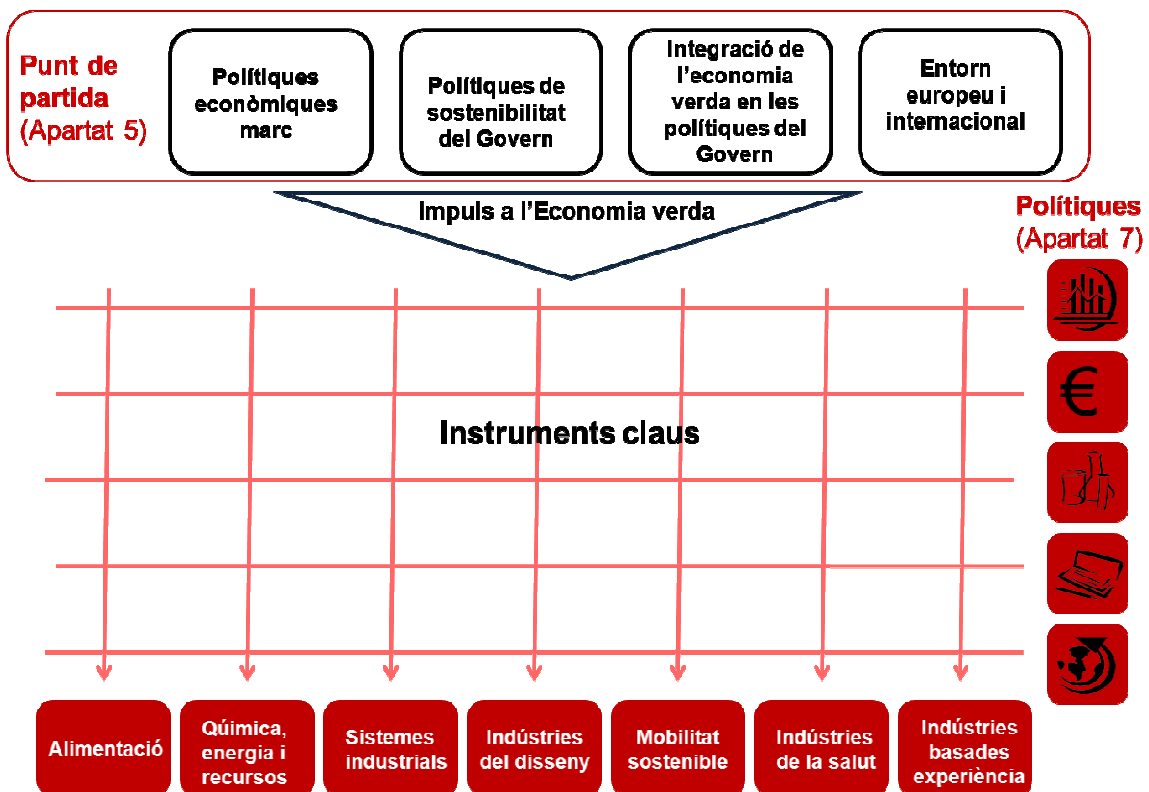 Punt de
partida
(Apartat 5)
Polítiques
econòmiques
marc
Polítiques de
sostenibilitat
del Govern
Integració de
l’economia
verda en les
polítiques del
Govern
Entorn
europeu i
internacional
Impuls a l’Economia verda
Polítiques
(Apartat 7)
€
Instruments claus
Alimentació
Qúimica,
energia i
recursos
Sistemes
industrials
Indústries
del disseny
Mobilitat
sostenible
Indústries
de la salut
Indústries
basades
experiència